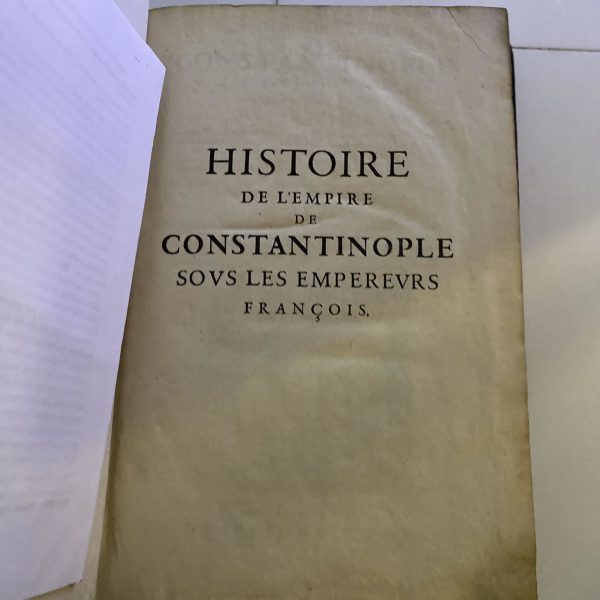 HISTOIRE
DE L'EMPIRE
DE
CONSTANTINOPLE
SOVS LES EMPEREVRS
FRANÇOIS.